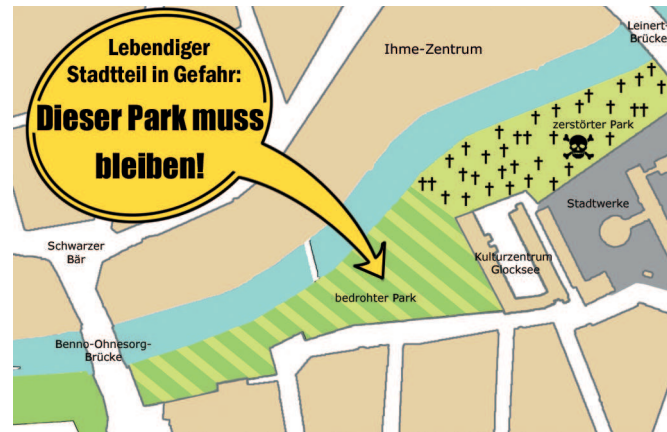 Lebendiger
Stadtteil in Gefahr:
Dieser Park muss
bleiben!
Ihme-Zentrum
Leinert-
Brücke
zerstörter Park
Stadtwerke
Schwarzer
Bär
Kulturzentrum
Glocksee
bedrohter Park
Benno-Ohnesorg-
Brücke